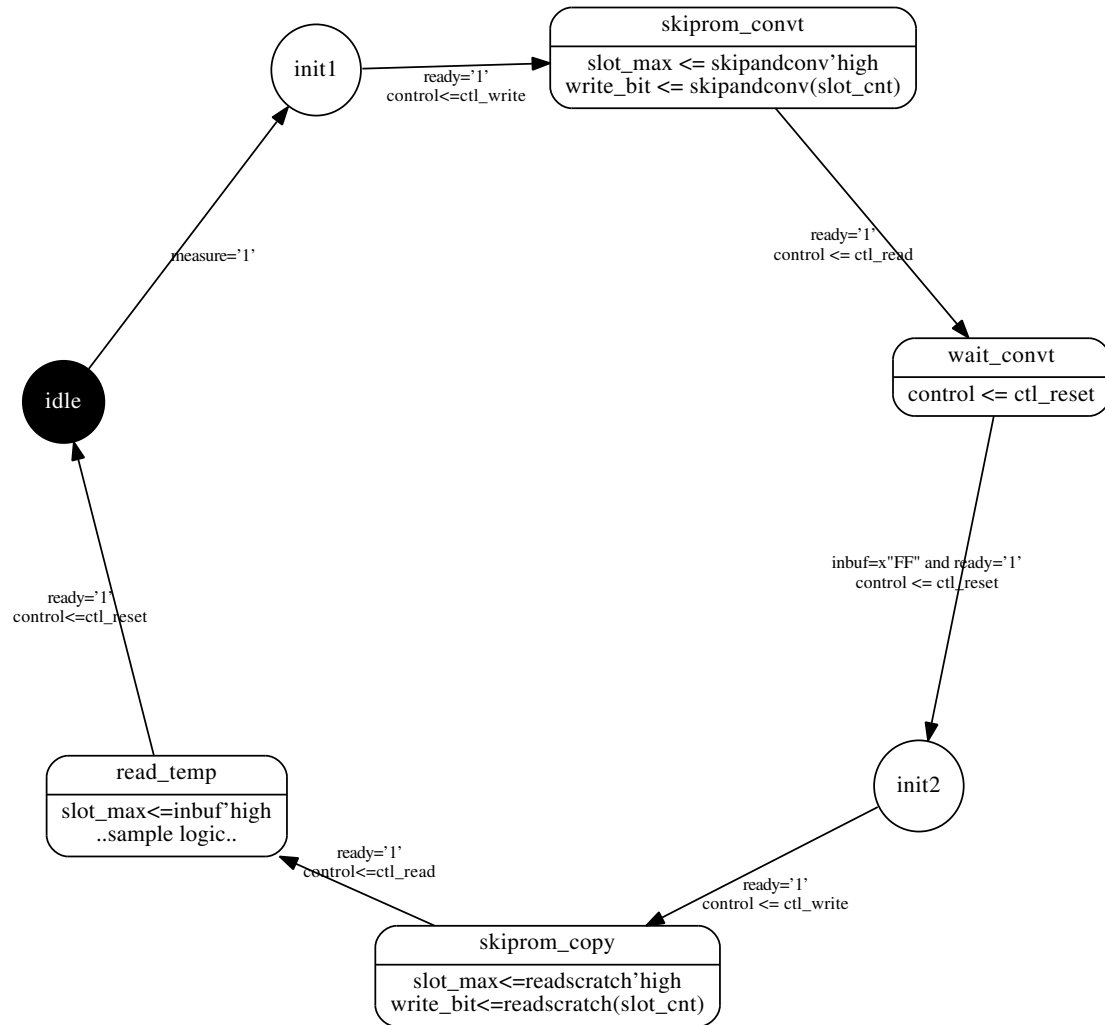 skiprom_convt
slot_max <= skipandconv'high
write_bit <= skipandconv(slot_cnt)
init1
ready='1'
control<=ctl_write
measure='1'
ready='1'
control <= ctl_read
wait_convt
control <= ctl_reset
idle
inbuf=x"FF" and ready='1'
control <= ctl_reset
ready='1'
control<=ctl_reset
read_temp
slot_max<=inbuf'high
..sample logic..
init2
ready='1'
control<=ctl_read
ready='1'
control <= ctl_write
skiprom_copy
slot_max<=readscratch'high
write_bit<=readscratch(slot_cnt)